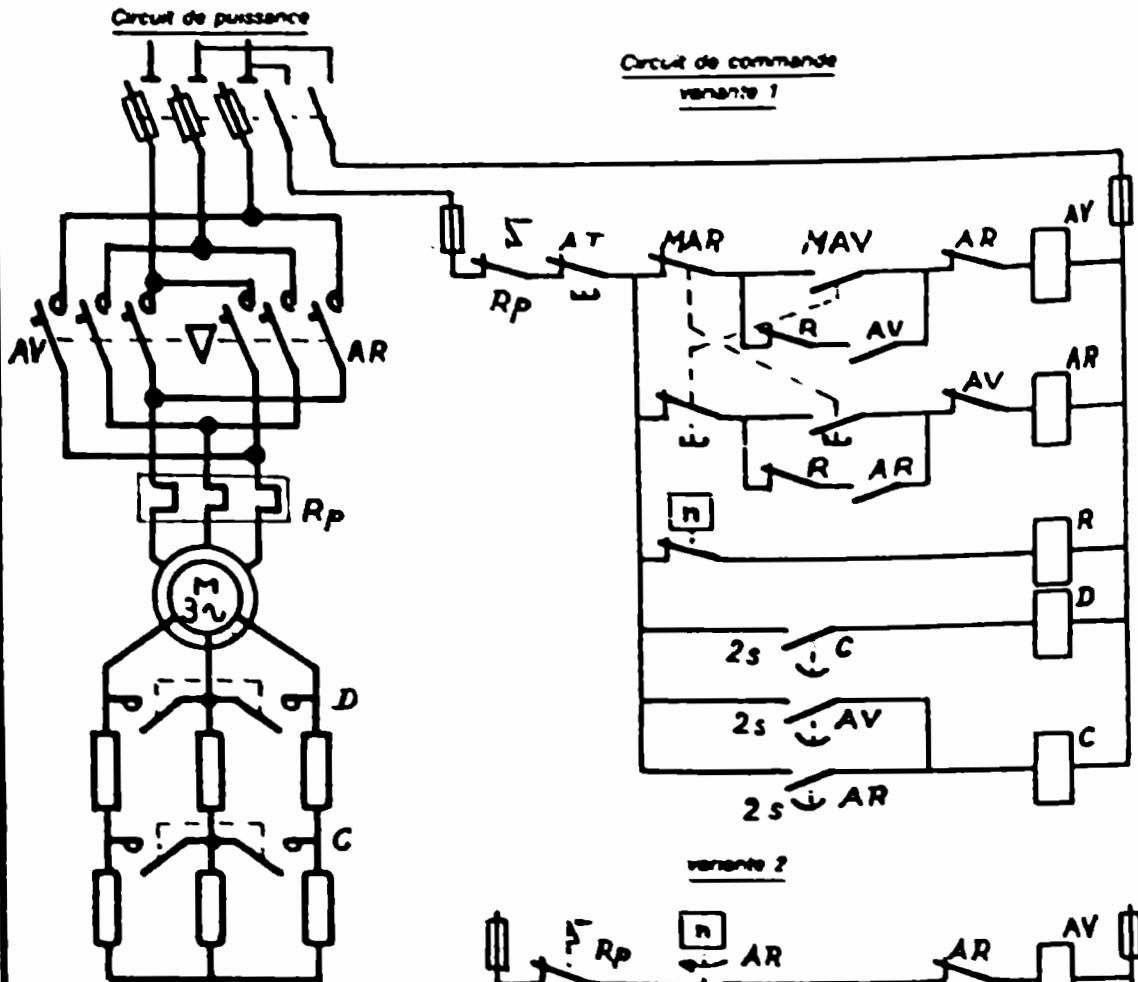 Circuit de puissance
Circuit de commande
variante 1
AV
AT
MAR
MAV
AR
Rp
R
AV
AV
AR
AR
AV
R
AR
Rp
n
R
M
3~
D
2s
C
D
AV
2s
C
AR
2s
C
variante 2
n
Rp
AR
AR
AV